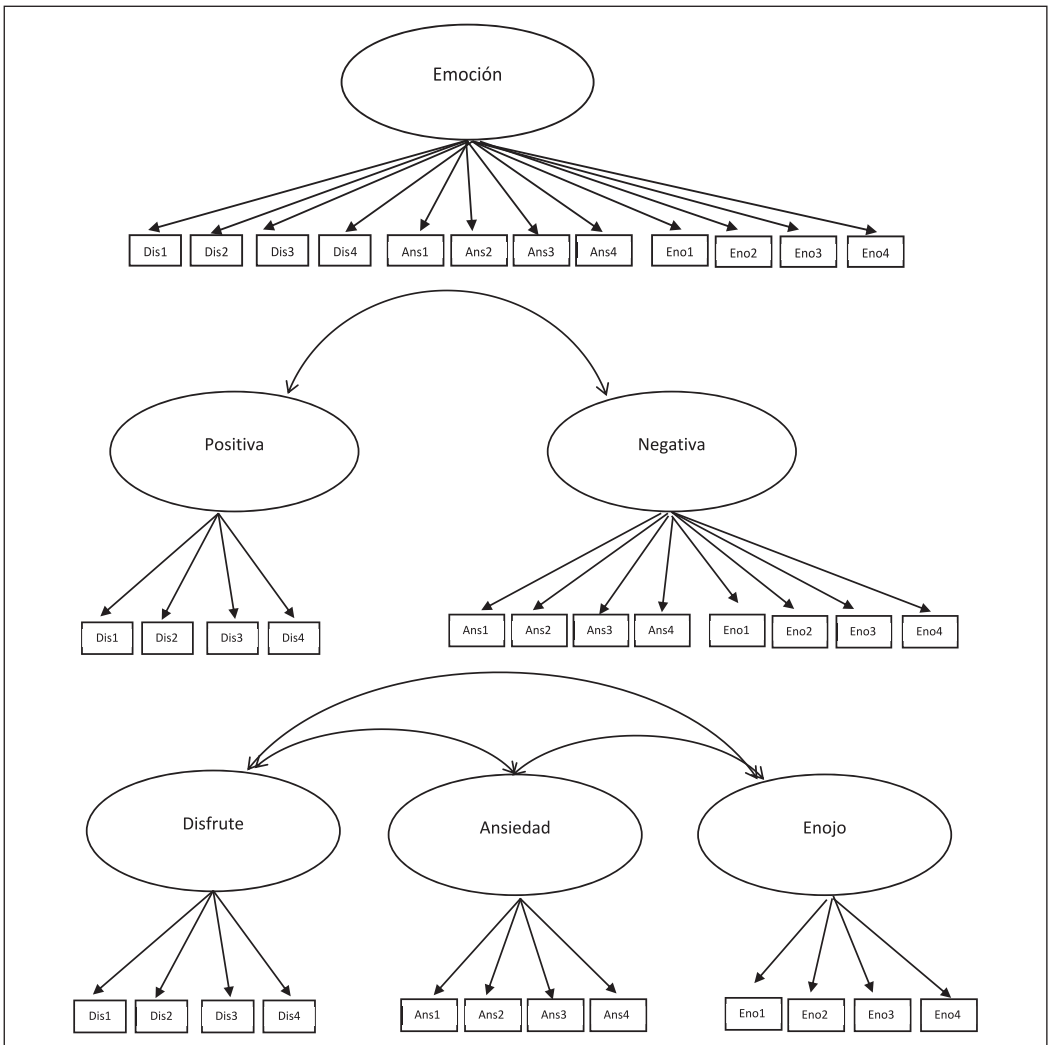 Emoción
Dis1 Dis2 Dis3 Dis4 Ans1 Ans2 Ans3 Ans4 Eno1 Eno2 Eno3 Eno4
Positiva Negativa
Dis1 Dis2 Dis3 Dis4 Ans1 Ans2 Ans3 Ans4 Eno1 Eno2 Eno3 Eno4
Disfrute Ansiedad Enojo
Dis1 Dis2 Dis3 Dis4 Ans1 Ans2 Ans3 Ans4 Eno1 Eno2 Eno3 Eno4